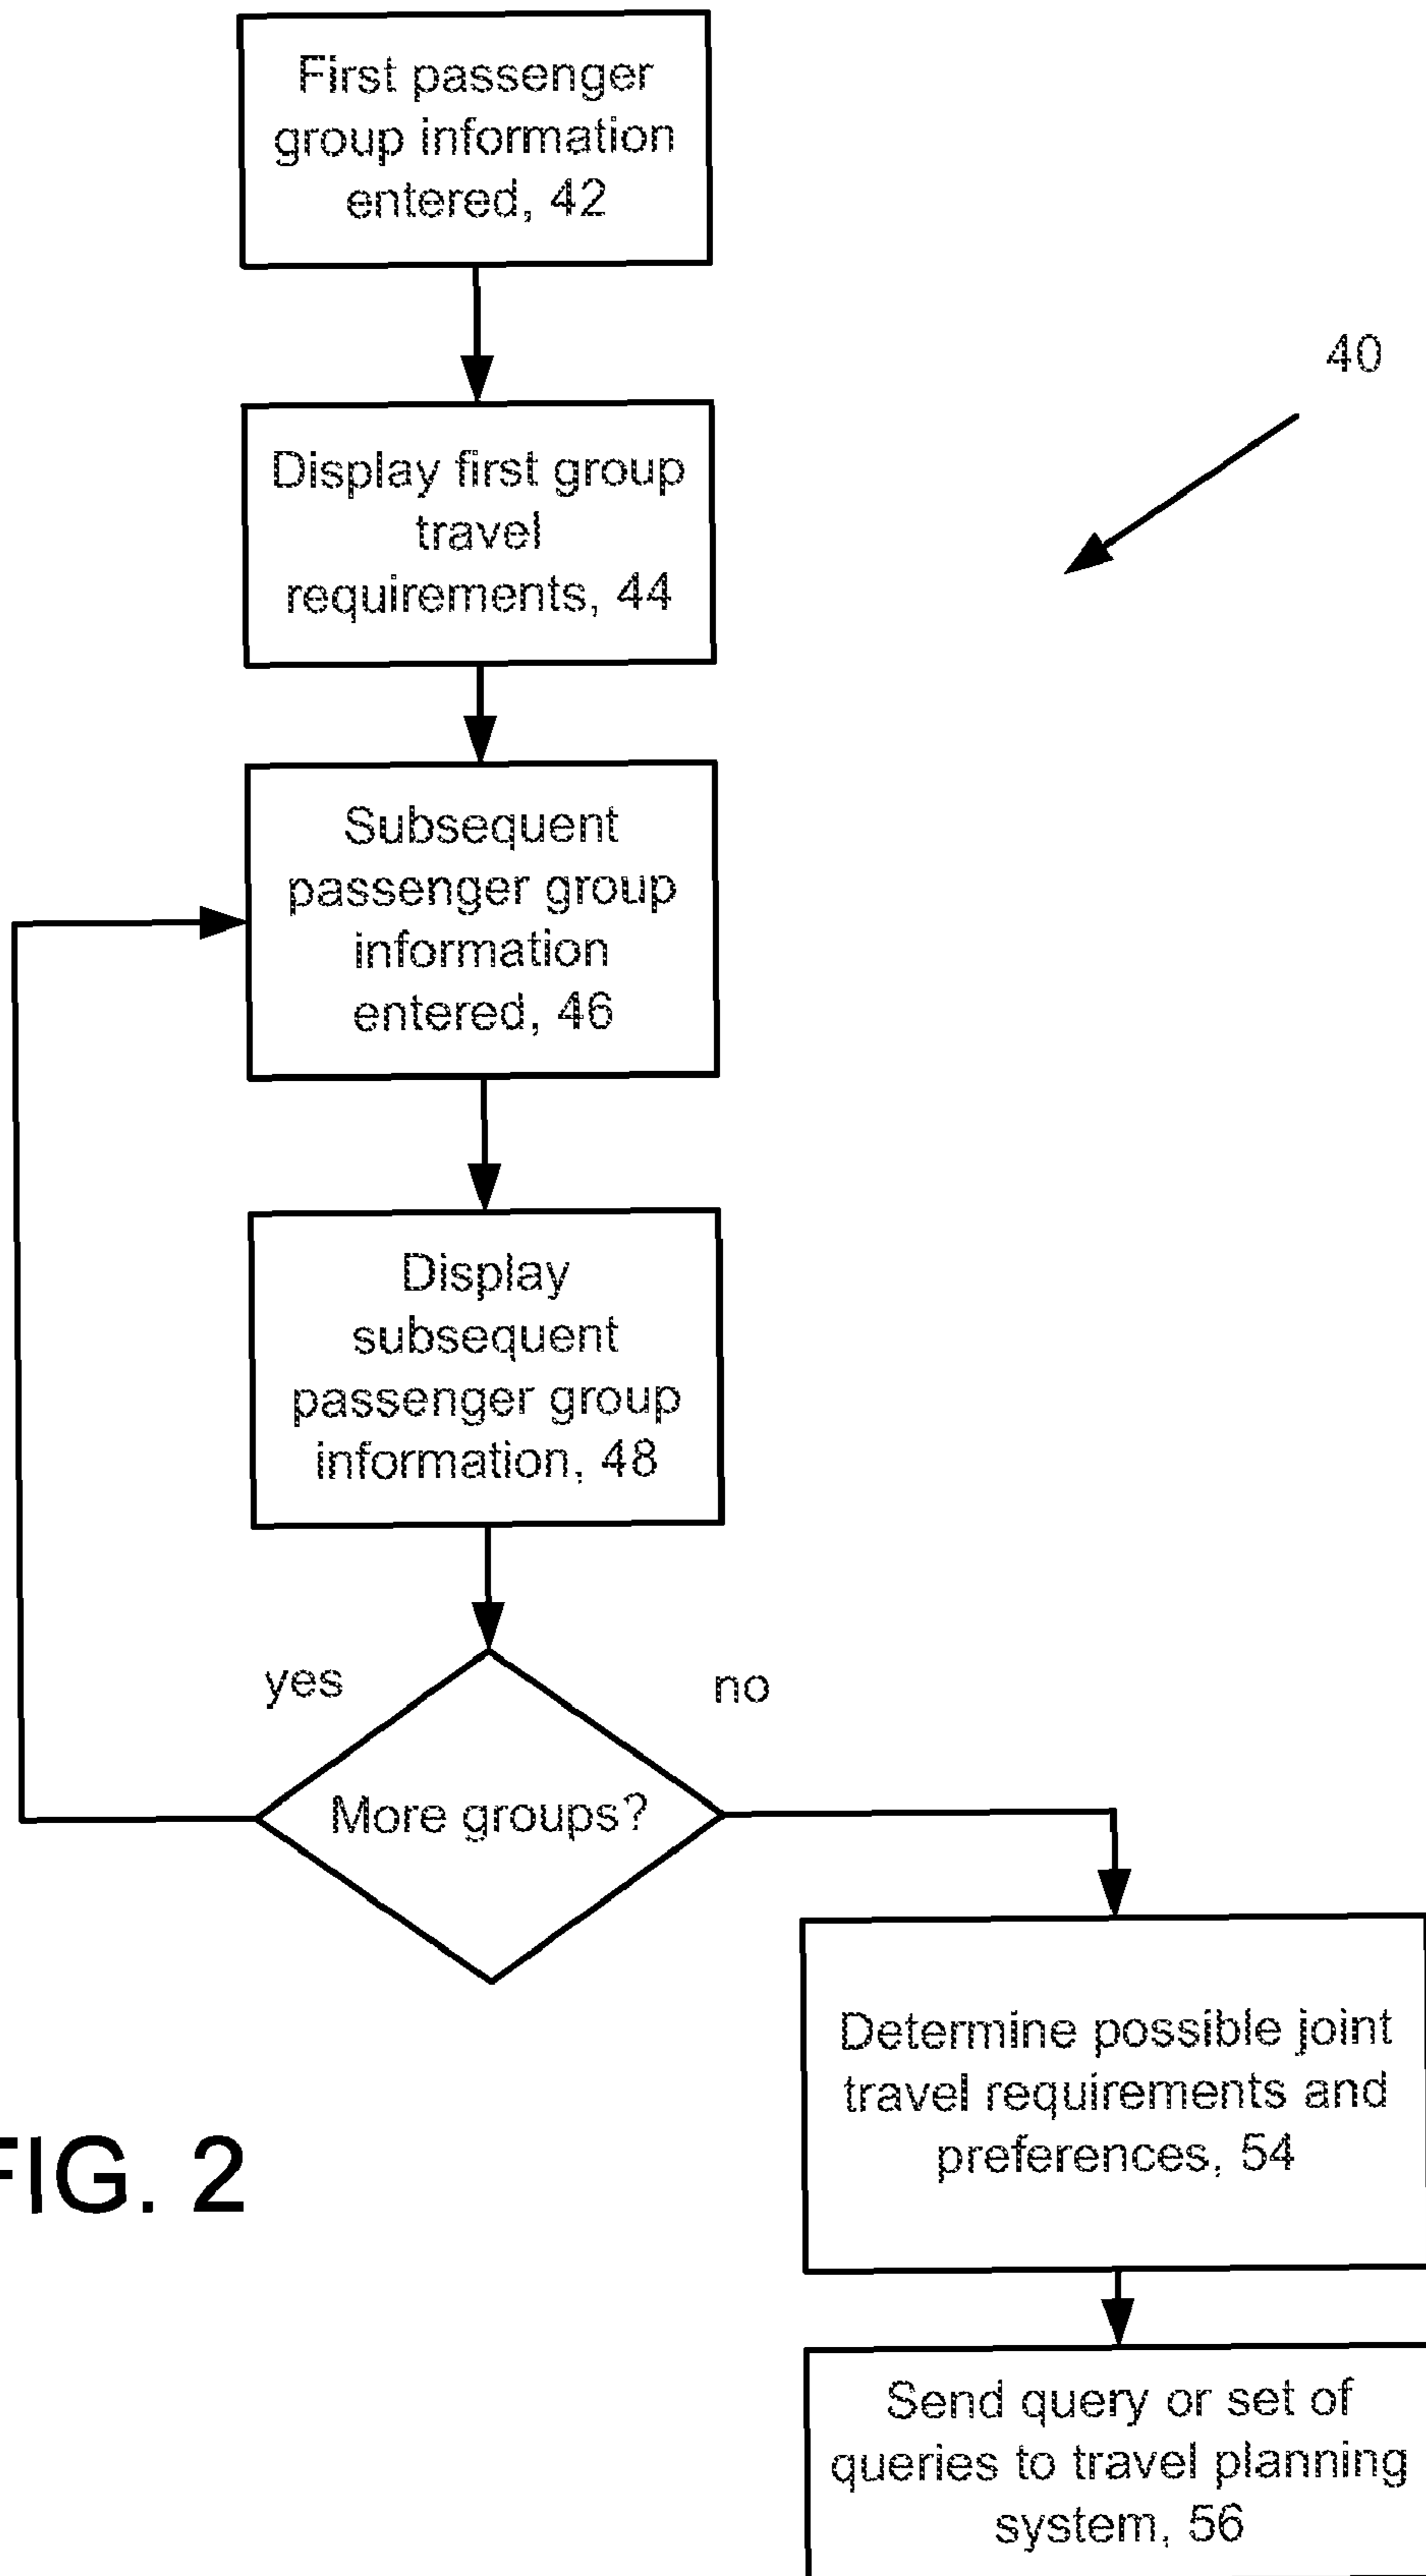 First passenger
group information
entered, 42
40
Display first group
travel
requirements, 44
Subsequent
passenger group
information
entered, 46
Display
subsequent
passenger group
information, 48
yes
no
More groups?
Determine possible joint
travel requirements and
preferences, 54
FIG. 2
Send query or set of
queries to travel planning
system, 56